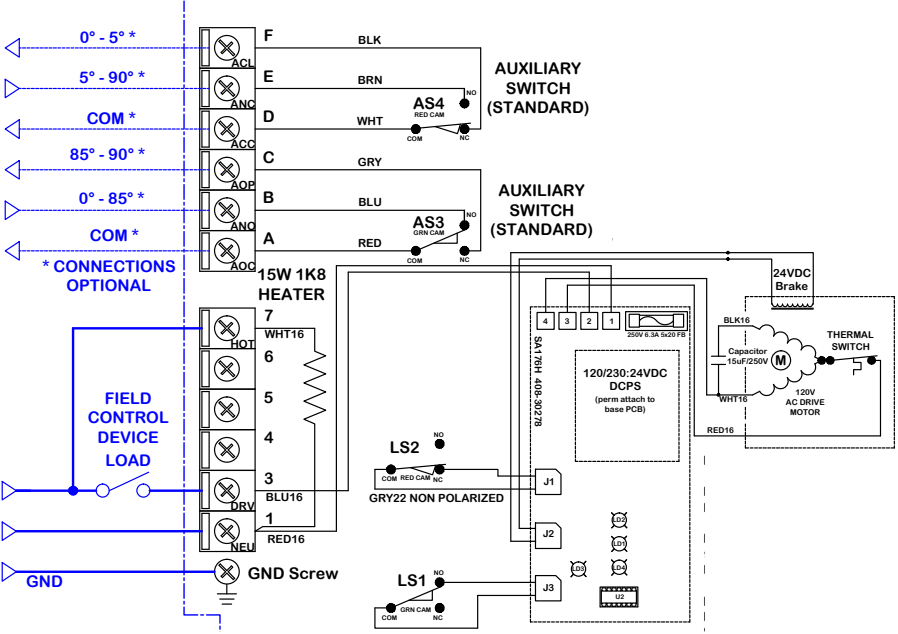 0° - 5° *
F
ACL
BLK
5° - 90° *
E
ANC
BRN
NO
AUXILIARY
SWITCH
(STANDARD)
AS4
RED CAM
COM *
D
ACC
WHT
COM
NC
85° - 90° *
C
AOP
GRY
0° - 85° *
B
ANO
BLU
NO
AUXILIARY
SWITCH
(STANDARD)
AS3
GRN CAM
COM *
A
AOC
RED
COM
NC
* CONNECTIONS
OPTIONAL
15W 1K8
HEATER
7
HOT
WHT16
6
5
4
FIELD
CONTROL
DEVICE
LOAD
3
DRV
BLU16
1
NEU
RED16
GND
GND Screw
4
3
2
1
250V 6.3A 5x20 FB
SA176H 408-30278
120/230:24VDC
DCPS
(perm attach to
base PCB)
24VDC
Brake
BLK16
Capacitor
15uF/250V
M
THERMAL
SWITCH
WHT16
120V
AC DRIVE
MOTOR
RED16
LS2
NO
COM
RED CAM
NC
GRY22 NON POLARIZED
J1
J2
J3
LD2
LD1
LD3
LD4
U2
LS1
NO
COM
GRN CAM
NC